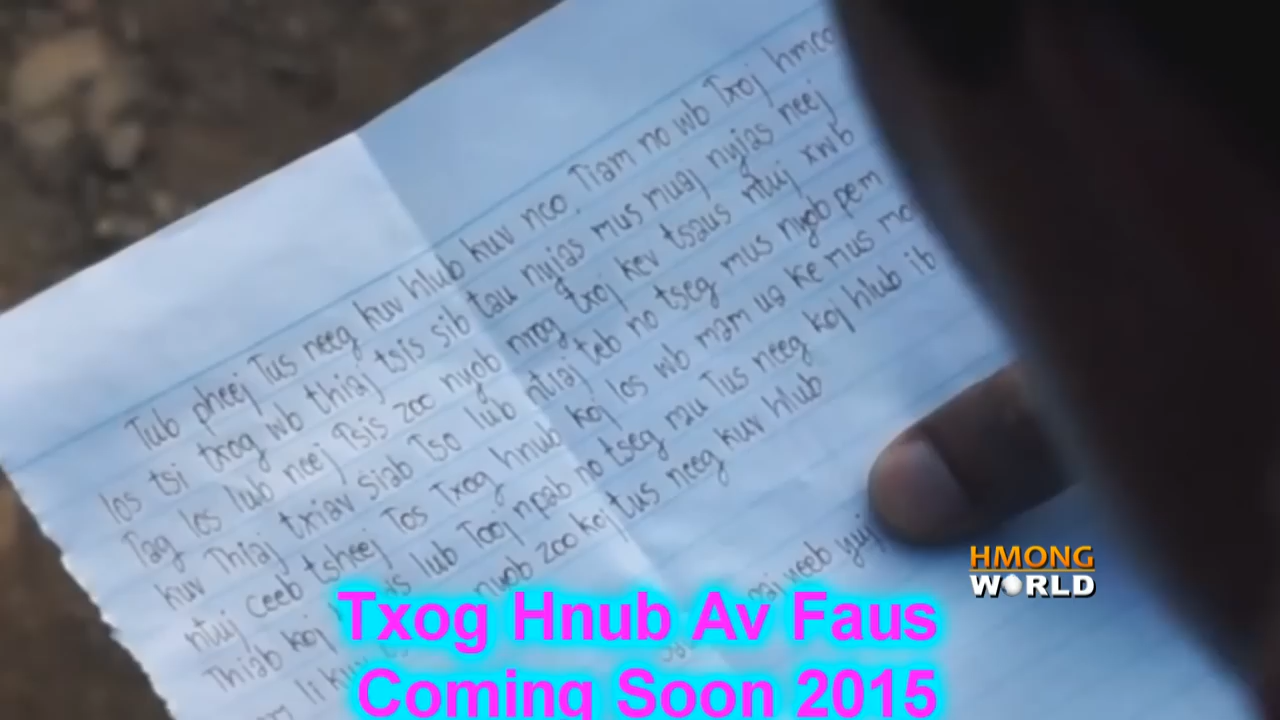 Tub pheej Tus neeg kuv hlub kuv nco. Tiam no wb Txoj
los tsi txog wb thiaj tsis sib tau nyias mus muaj nyias neej
Tag los lub neej Tsis zoo nyob nrog txoj kev tsaus ntuj xwb
kuv Thiaj txiav siab Tso lub ntiaj teb no tseg mus nyob pem
ntuj ceeb tsheej Tos Txog hnub koj los wb mam ua ke mus
Thiab koj lub Tooj npab no tseg rau Tus neeg koj hlub ib
li kuv nyob zoo koj tus neeg kuv hlub
yuj
HMONG
WORLD
Txog Hnub Av Faus
Coming Soon 2015